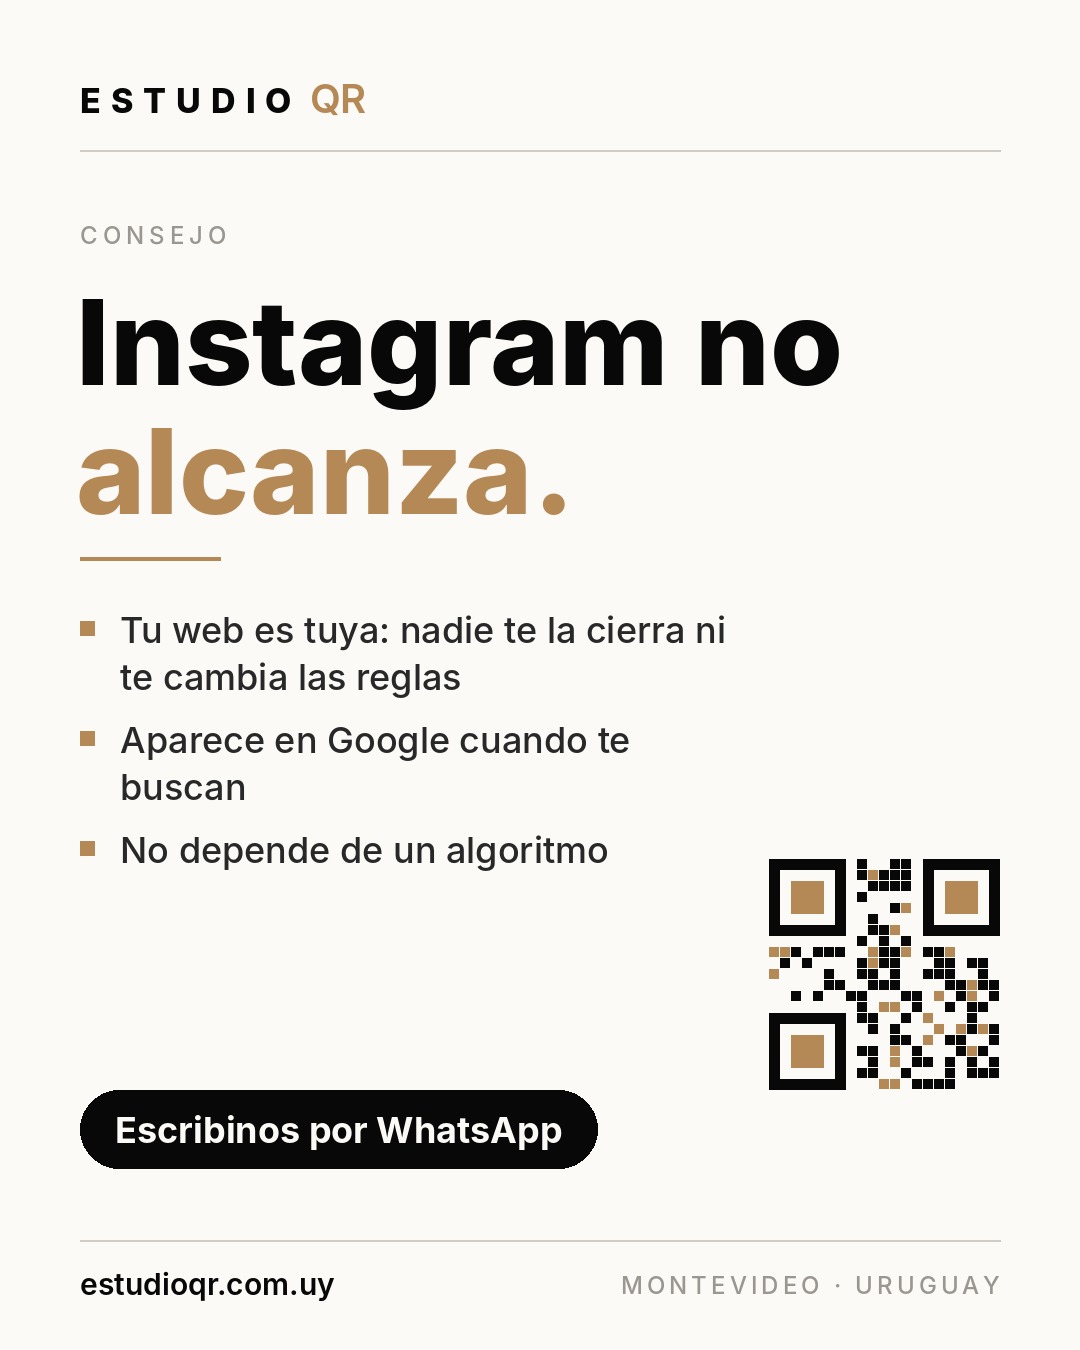 ESTUDIO QR
CONSEJO
Instagram no
alcanza.
Tu web es tuya: nadie te la cierra ni
te cambia las reglas
Aparece en Google cuando te
buscan
No depende de un algoritmo
Escribinos por WhatsApp
estudioqr.com.uy
MONTEVIDEO · URUGUAY